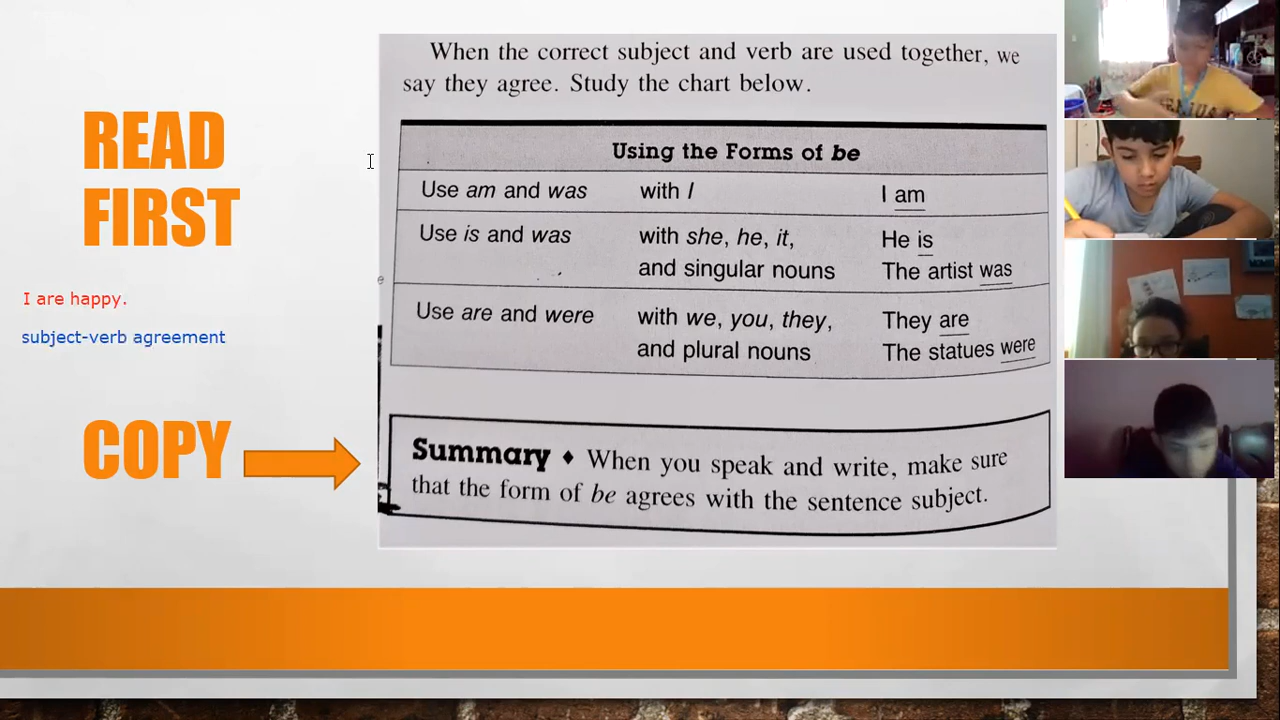 READ
FIRST
I are happy.
subject-verb agreement
COPY
When the correct subject and verb are used together, we
say they agree. Study the chart below.
Using the Forms of be
Use am and was with I I am
Use is and was with she, he, it, He is
and singular nouns The artist was
Use are and were with we, you, they, They are
and plural nouns The statues were
Summary ♦ When you speak and write, make sure
that the form of be agrees with the sentence subject.